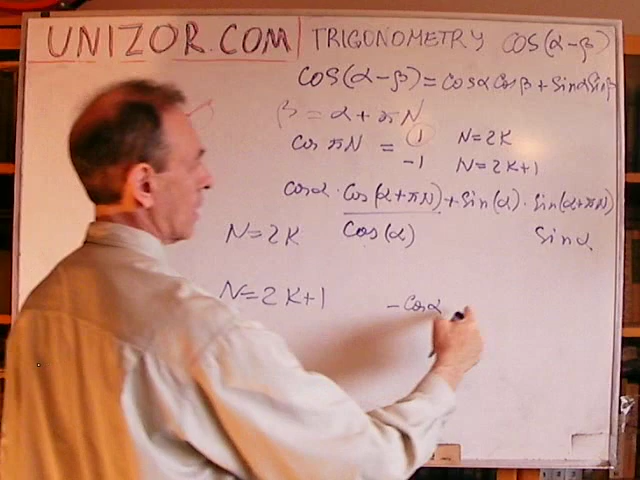 UNIZOR.COM | TRIGONOMETRY COS(α-β)
COS(α-β)=Cosα Cosβ+Sinα Sinβ
β=α+πN
Cos πN = 1 N=2K
-1 N=2K+1
Cosα·Cos(α+πN)+Sin(α)·Sin(α+πN)
N=2K Cos(α) Sinα
N=2K+1 -Cosα